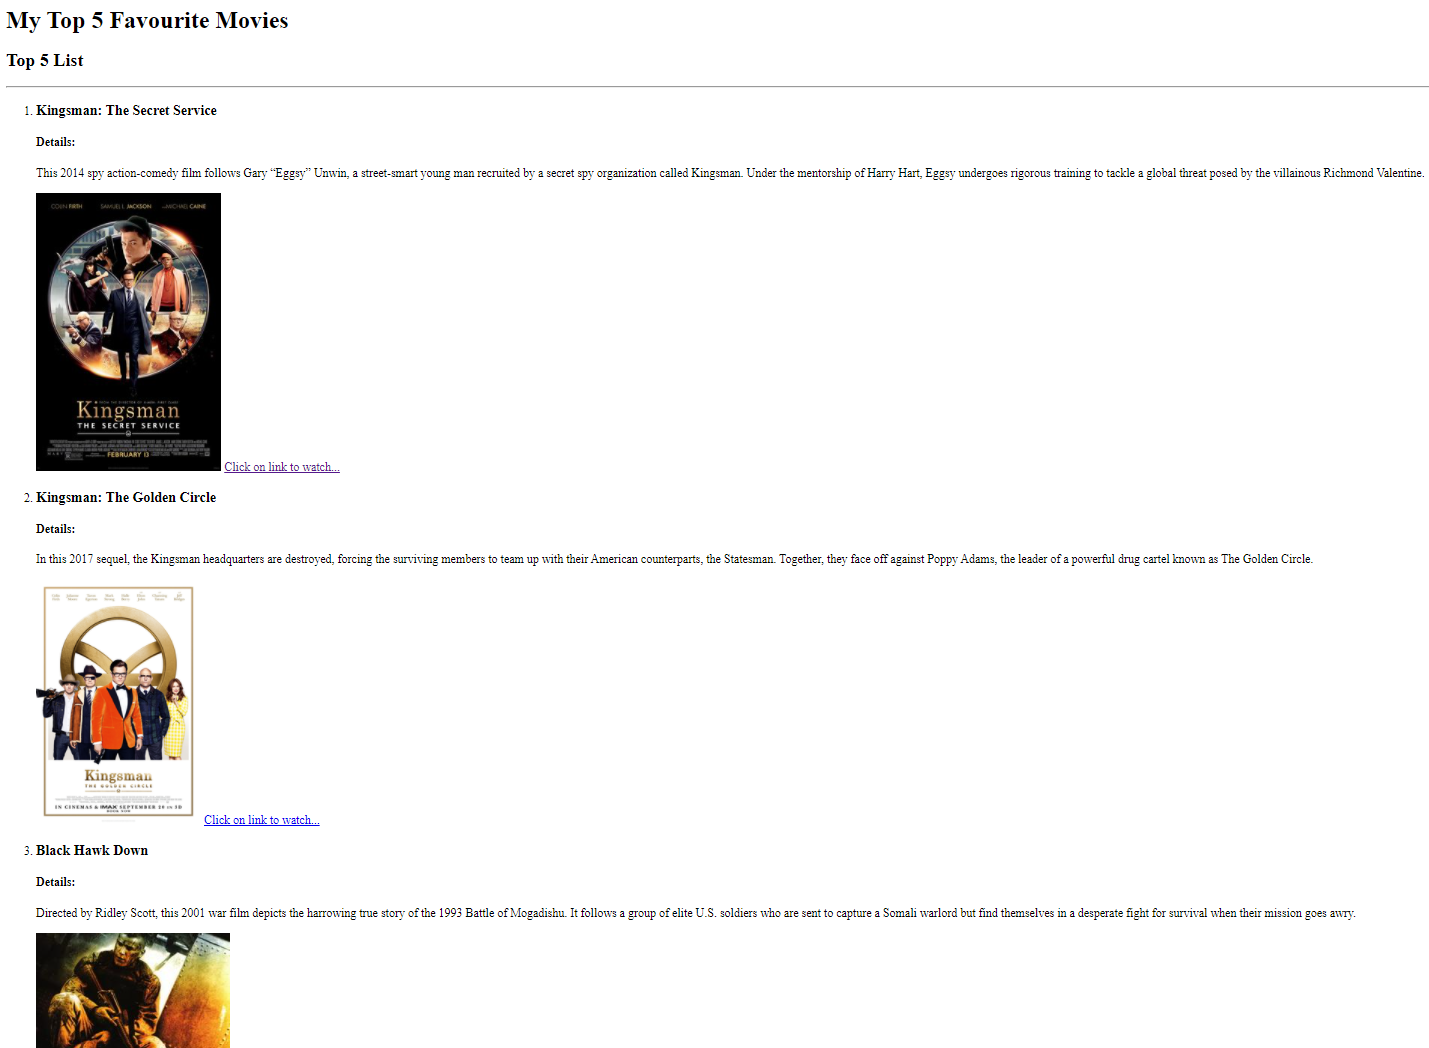 My Top 5 Favourite Movies
Top 5 List
1. Kingsman: The Secret Service
Details:
This 2014 spy action-comedy film follows Gary “Eggsy” Unwin, a street-smart young man recruited by a secret spy organization called Kingsman. Under the mentorship of Harry Hart, Eggsy undergoes rigorous training to tackle a global threat posed by the villainous Richmond Valentine.
COLIN FIRTH SAMUEL L. JACKSON MICHAEL CAINE
Kingsman
THE SECRET SERVICE
FEBRUARY 13
Click on link to watch...
2. Kingsman: The Golden Circle
Details:
In this 2017 sequel, the Kingsman headquarters are destroyed, forcing the surviving members to team up with their American counterparts, the Statesman. Together, they face off against Poppy Adams, the leader of a powerful drug cartel known as The Golden Circle.
Kingsman
THE GOLDEN CIRCLE
IN CINEMAS & IMAX SEPTEMBER 20 IN 3D
Click on link to watch...
3. Black Hawk Down
Details:
Directed by Ridley Scott, this 2001 war film depicts the harrowing true story of the 1993 Battle of Mogadishu. It follows a group of elite U.S. soldiers who are sent to capture a Somali warlord but find themselves in a desperate fight for survival when their mission goes awry.